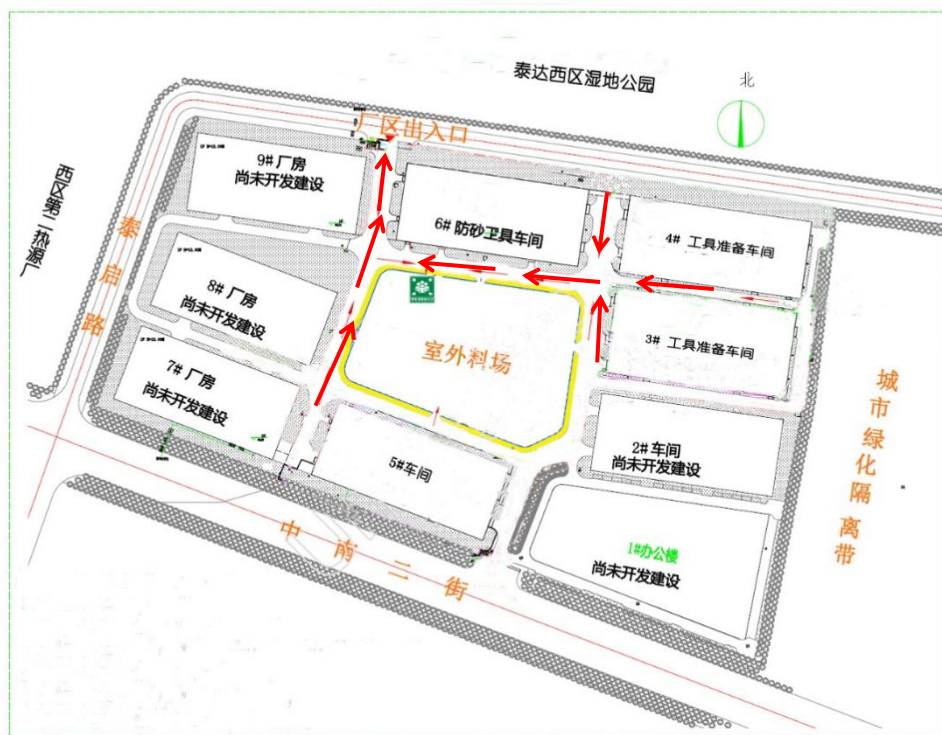 泰达西区湿地公园
北
厂区出入口
9# 厂房
尚未开发建设
6# 防砂工具车间
4# 工具准备车间
西区第二热源厂
泰启路
8# 厂房
尚未开发建设
室外料场
3# 工具准备车间
7# 厂房
尚未开发建设
城市绿化隔离带
2# 车间
尚未开发建设
5#车间
1#办公楼
尚未开发建设
中南二街